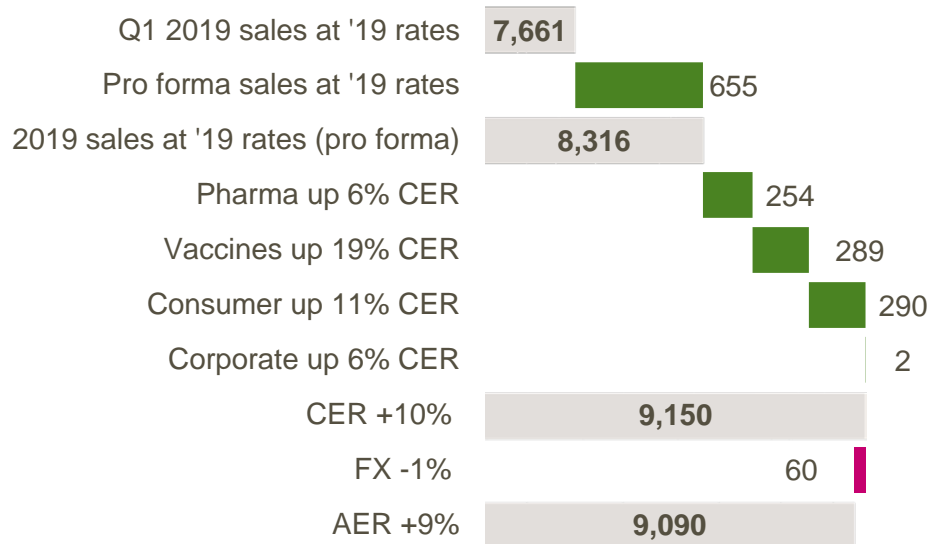 Q1 2019 sales at '19 rates 7,661
Pro forma sales at '19 rates 655
2019 sales at '19 rates (pro forma) 8,316
Pharma up 6% CER 254
Vaccines up 19% CER 289
Consumer up 11% CER 290
Corporate up 6% CER 2
CER +10% 9,150
FX -1% 60
AER +9% 9,090